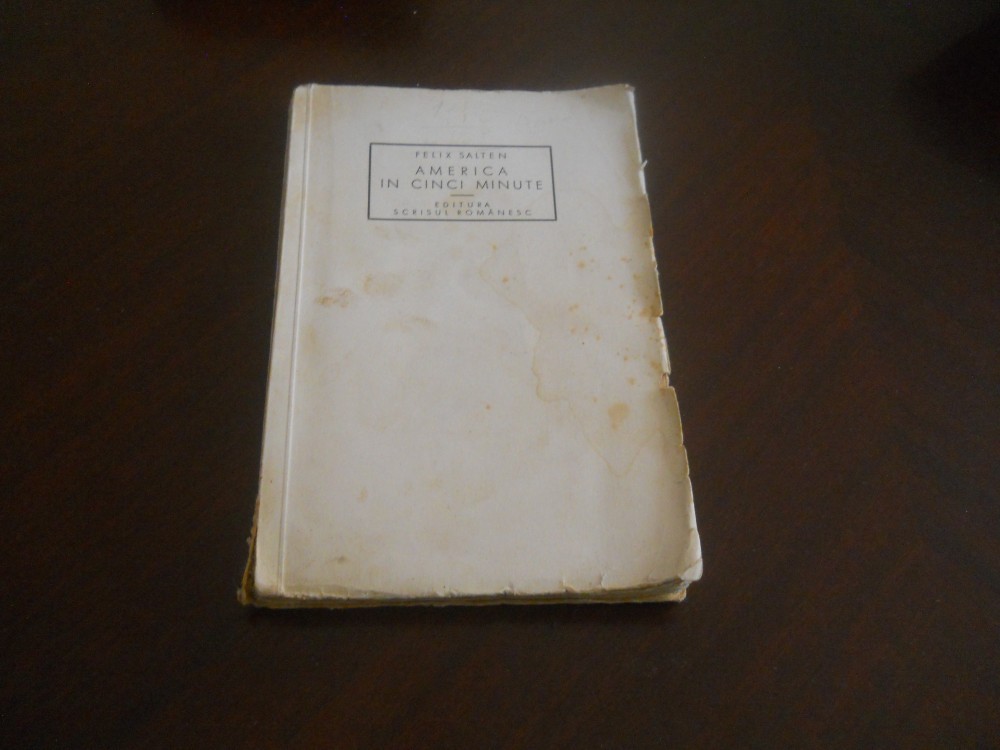 FELIX SALTEN
AMERICA
IN CINCI MINUTE
EDITURA
SCRISUL ROMÂNESC